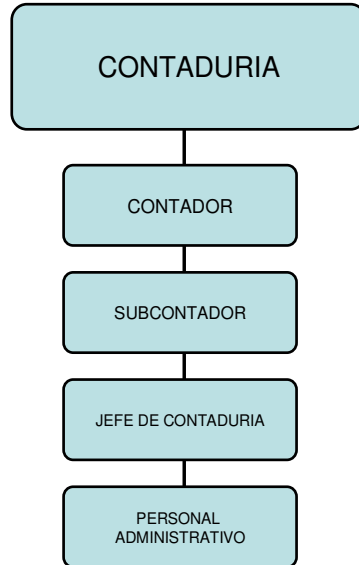 CONTADURIA
CONTADOR
SUBCONTADOR
JEFE DE CONTADURIA
PERSONAL
ADMINISTRATIVO